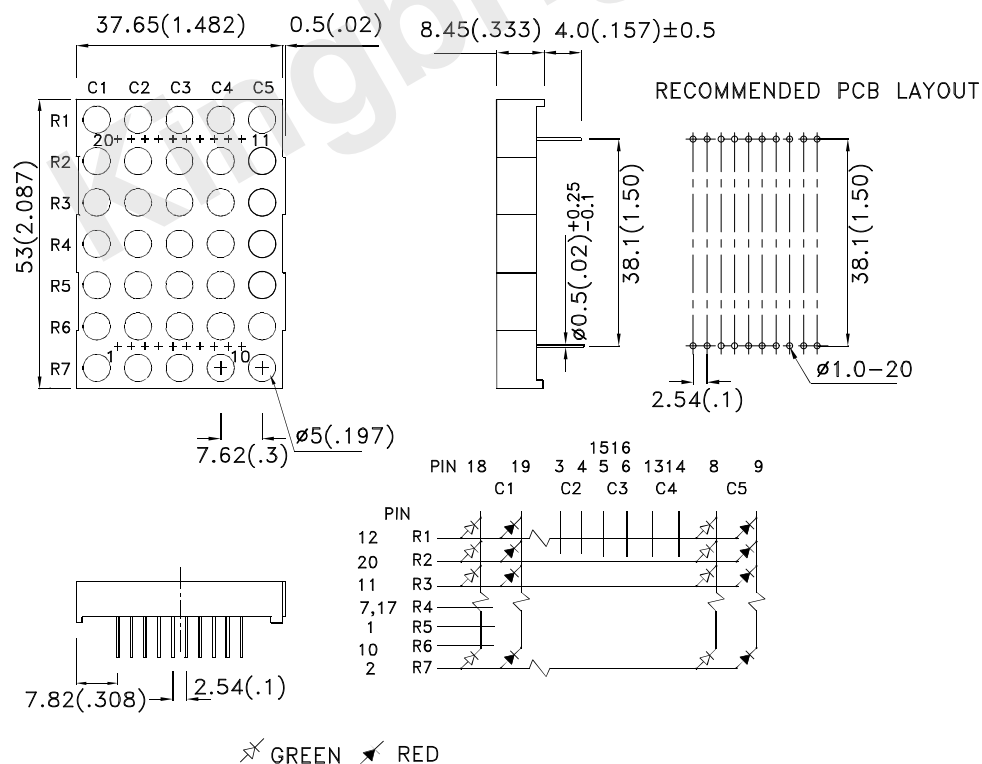 37.65(1.482)
0.5(.02)
8.45(.333)
4.0(.157)±0.5
C1 C2 C3 C4 C5
RECOMMENDED PCB LAYOUT
R1
20
11
R2
R3
R4
R5
R6
1
10
R7
53(2.087)
ø0.5(.02)+0.25 -0.1
38.1(1.50)
38.1(1.50)
ø1.0-20
2.54(.1)
ø5(.197)
7.62(.3)
1516
PIN 18 19 3 4 5 6 1314 8 9
C1 C2 C3 C4 C5
PIN
12 R1
20 R2
11 R3
7,17 R4
1 R5
10 R6
2 R7
7.82(.308)
2.54(.1)
GREEN
RED